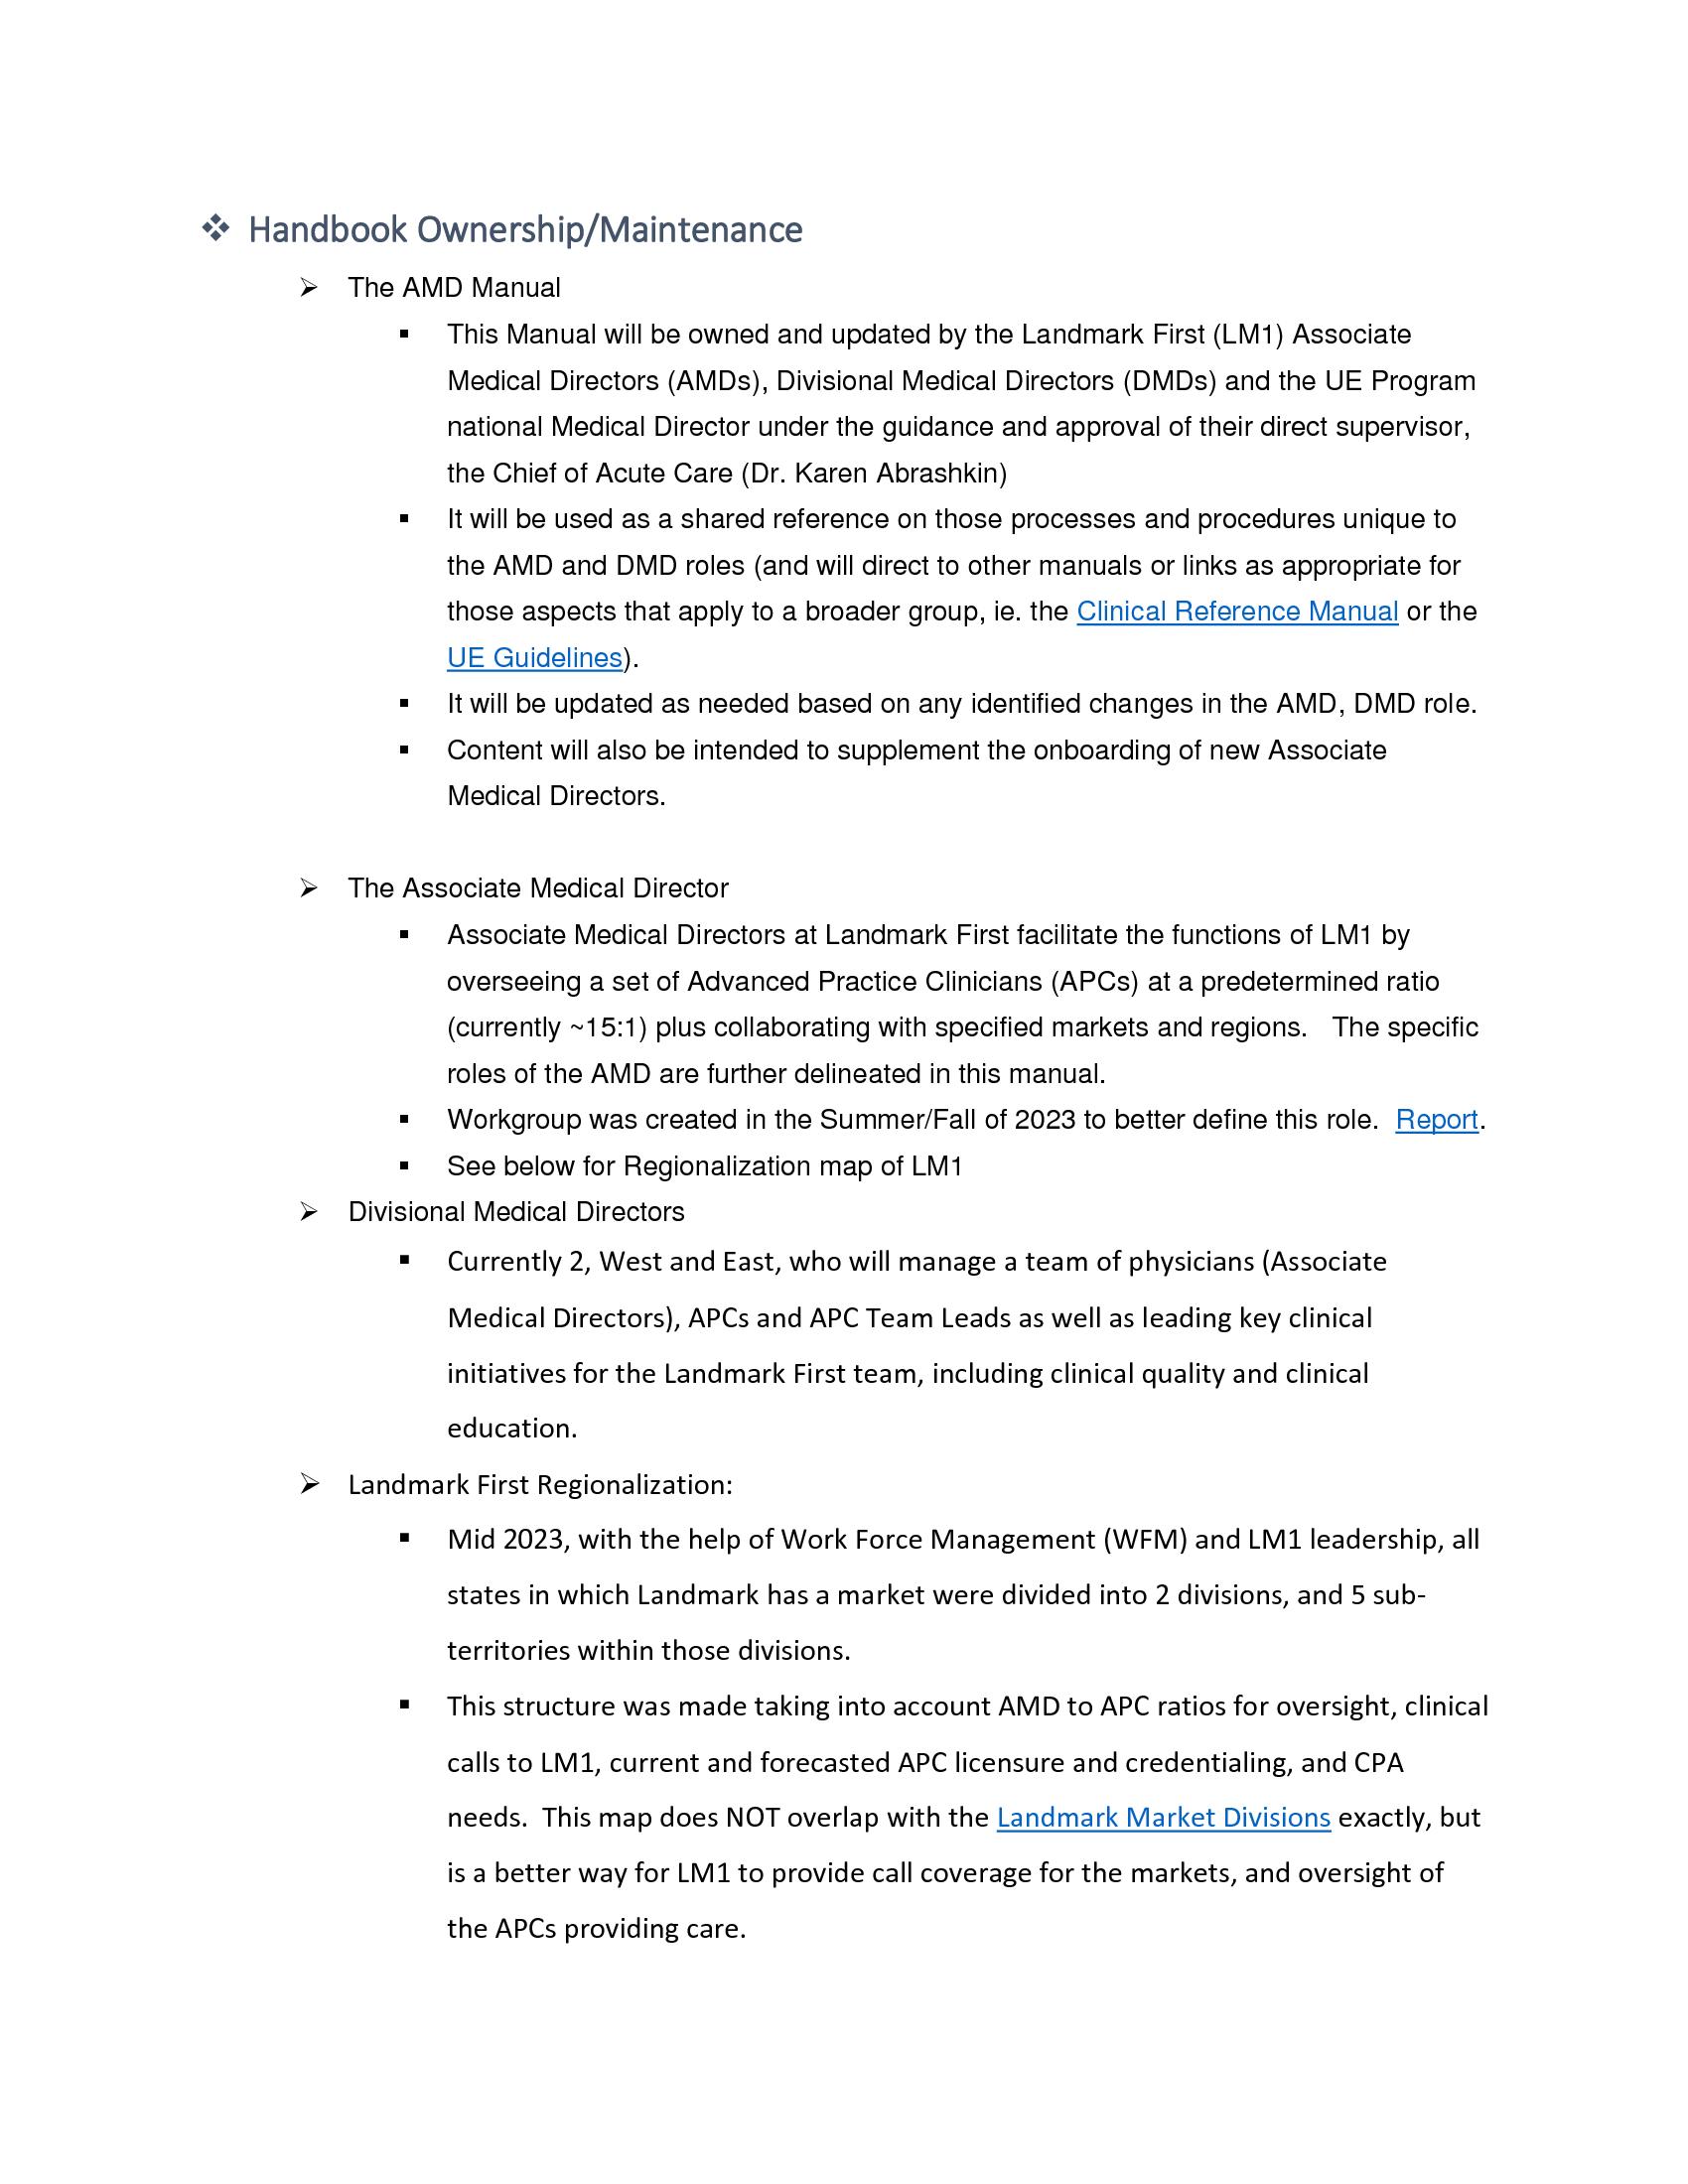 ❖ Handbook Ownership/Maintenance
➢ The AMD Manual
▪ This Manual will be owned and updated by the Landmark First (LM1) Associate
Medical Directors (AMDs), Divisional Medical Directors (DMDs) and the UE Program
national Medical Director under the guidance and approval of their direct supervisor,
the Chief of Acute Care (Dr. Karen Abrashkin)
▪ It will be used as a shared reference on those processes and procedures unique to
the AMD and DMD roles (and will direct to other manuals or links as appropriate for
those aspects that apply to a broader group, ie. the Clinical Reference Manual or the
UE Guidelines).
▪ It will be updated as needed based on any identified changes in the AMD, DMD role.
▪ Content will also be intended to supplement the onboarding of new Associate
Medical Directors.
➢ The Associate Medical Director
▪ Associate Medical Directors at Landmark First facilitate the functions of LM1 by
overseeing a set of Advanced Practice Clinicians (APCs) at a predetermined ratio
(currently ~15:1) plus collaborating with specified markets and regions.   The specific
roles of the AMD are further delineated in this manual.
▪ Workgroup was created in the Summer/Fall of 2023 to better define this role.  Report.
▪ See below for Regionalization map of LM1
➢ Divisional Medical Directors
▪ Currently 2, West and East, who will manage a team of physicians (Associate
Medical Directors), APCs and APC Team Leads as well as leading key clinical
initiatives for the Landmark First team, including clinical quality and clinical
education.
➢ Landmark First Regionalization:
▪ Mid 2023, with the help of Work Force Management (WFM) and LM1 leadership, all
states in which Landmark has a market were divided into 2 divisions, and 5 sub-
territories within those divisions.
▪ This structure was made taking into account AMD to APC ratios for oversight, clinical
calls to LM1, current and forecasted APC licensure and credentialing, and CPA
needs.  This map does NOT overlap with the Landmark Market Divisions exactly, but
is a better way for LM1 to provide call coverage for the markets, and oversight of
the APCs providing care.